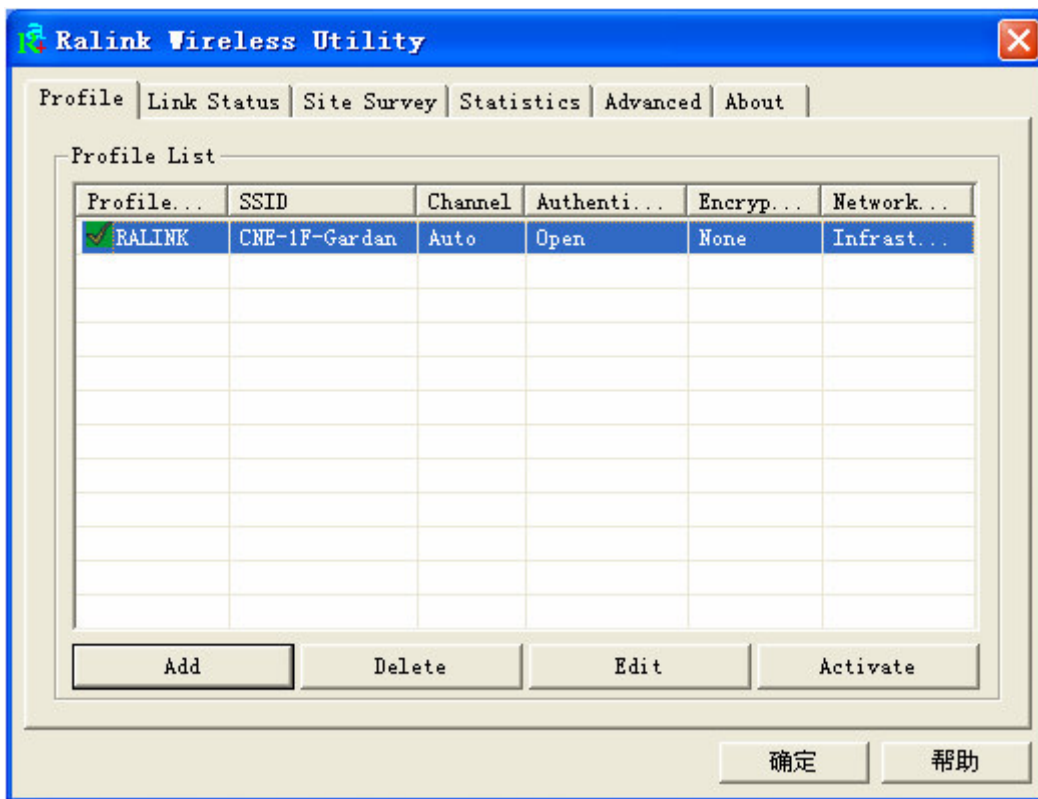 Ralink Wireless Utility
Profile Link Status Site Survey Statistics Advanced About
Profile List
Profile... SSID Channel Authenti... Encryp... Network...
RALINK CNE-1F-Gardan Auto Open None Infrast...
Add Delete Edit Activate
确定 帮助